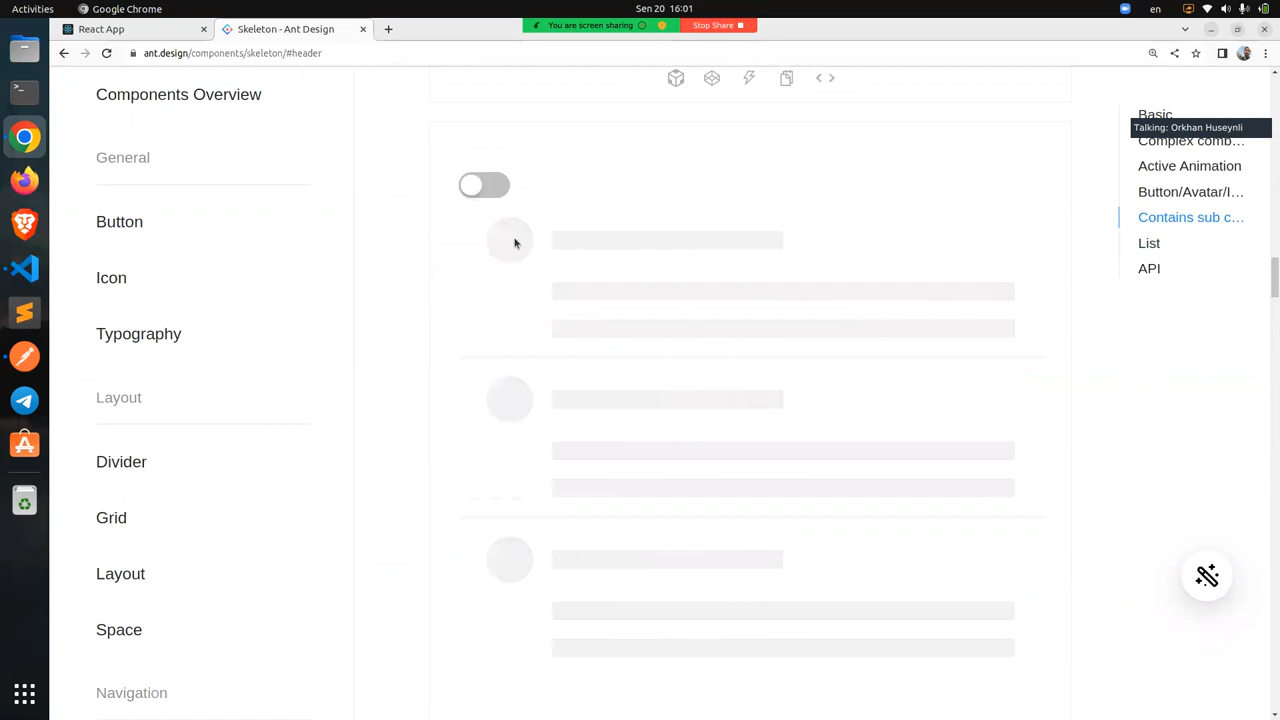 Activities
Google Chrome
Sen 20 16:01
You are screen sharing
Stop Share
en
React App
Skeleton - Ant Design
ant.design/components/skeleton/#header
Components Overview
General
Button
Icon
Typography
Layout
Divider
Grid
Layout
Space
Navigation
Basic
Talking: Orkhan Huseynli
Complex comb...
Active Animation
Button/Avatar/I...
Contains sub c...
List
API